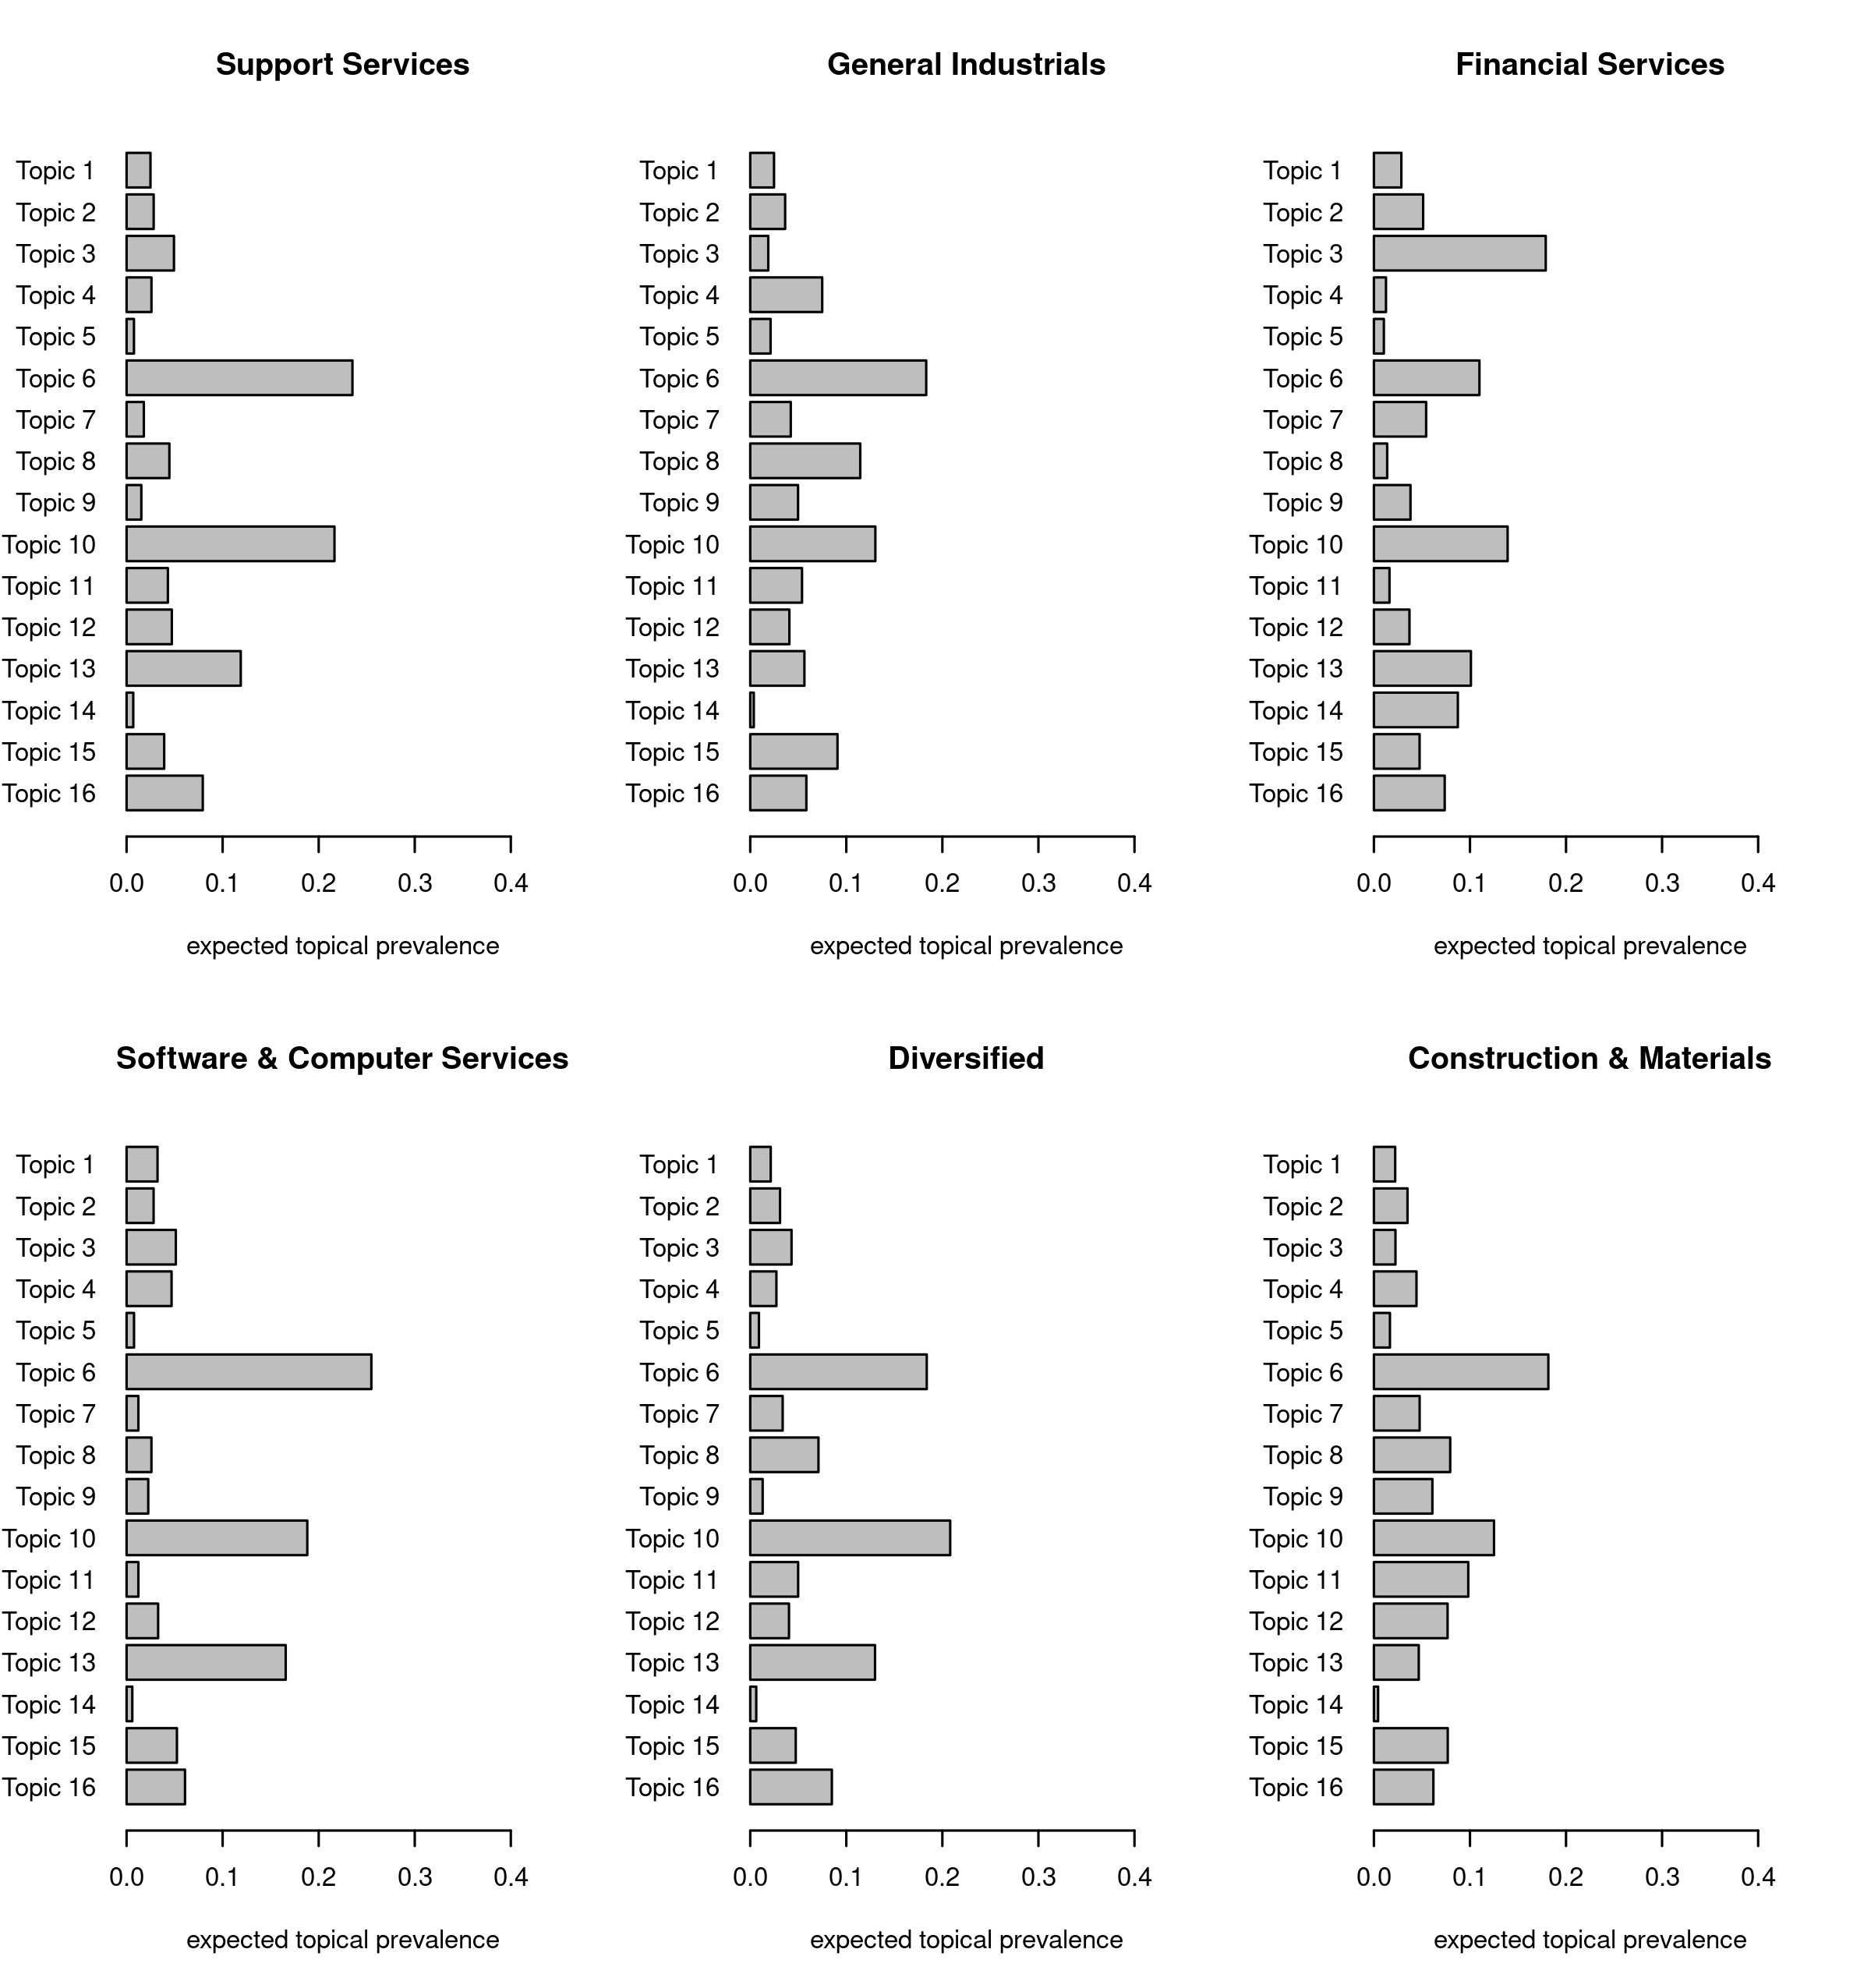 Support Services
Topic 1
Topic 2
Topic 3
Topic 4
Topic 5
Topic 6
Topic 7
Topic 8
Topic 9
Topic 10
Topic 11
Topic 12
Topic 13
Topic 14
Topic 15
Topic 16
0.0 0.1 0.2 0.3 0.4
expected topical prevalence
General Industrials
Topic 1
Topic 2
Topic 3
Topic 4
Topic 5
Topic 6
Topic 7
Topic 8
Topic 9
Topic 10
Topic 11
Topic 12
Topic 13
Topic 14
Topic 15
Topic 16
0.0 0.1 0.2 0.3 0.4
expected topical prevalence
Financial Services
Topic 1
Topic 2
Topic 3
Topic 4
Topic 5
Topic 6
Topic 7
Topic 8
Topic 9
Topic 10
Topic 11
Topic 12
Topic 13
Topic 14
Topic 15
Topic 16
0.0 0.1 0.2 0.3 0.4
expected topical prevalence
Software & Computer Services
Topic 1
Topic 2
Topic 3
Topic 4
Topic 5
Topic 6
Topic 7
Topic 8
Topic 9
Topic 10
Topic 11
Topic 12
Topic 13
Topic 14
Topic 15
Topic 16
0.0 0.1 0.2 0.3 0.4
expected topical prevalence
Diversified
Topic 1
Topic 2
Topic 3
Topic 4
Topic 5
Topic 6
Topic 7
Topic 8
Topic 9
Topic 10
Topic 11
Topic 12
Topic 13
Topic 14
Topic 15
Topic 16
0.0 0.1 0.2 0.3 0.4
expected topical prevalence
Construction & Materials
Topic 1
Topic 2
Topic 3
Topic 4
Topic 5
Topic 6
Topic 7
Topic 8
Topic 9
Topic 10
Topic 11
Topic 12
Topic 13
Topic 14
Topic 15
Topic 16
0.0 0.1 0.2 0.3 0.4
expected topical prevalence